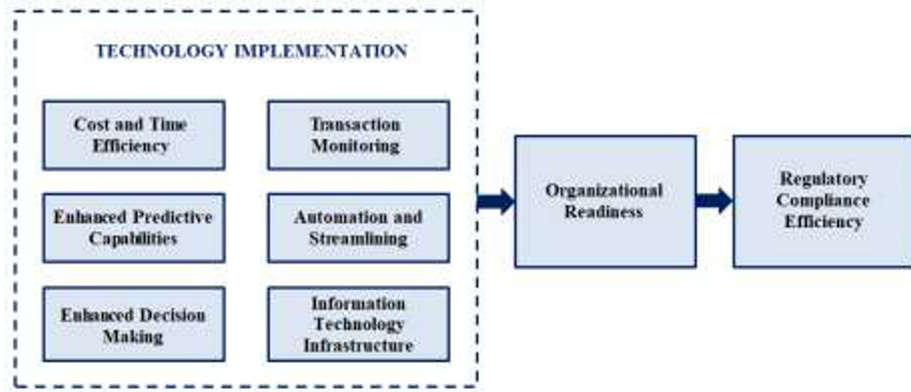 TECHNOLOGY IMPLEMENTATION
Cost and Time
Efficiency
Transaction
Monitoring
Enhanced Predictive
Capabilities
Automation and
Streamlining
Enhanced Decision
Making
Information
Technology
Infrastructure
Organizational
Readiness
Regulatory
Compliance
Efficiency